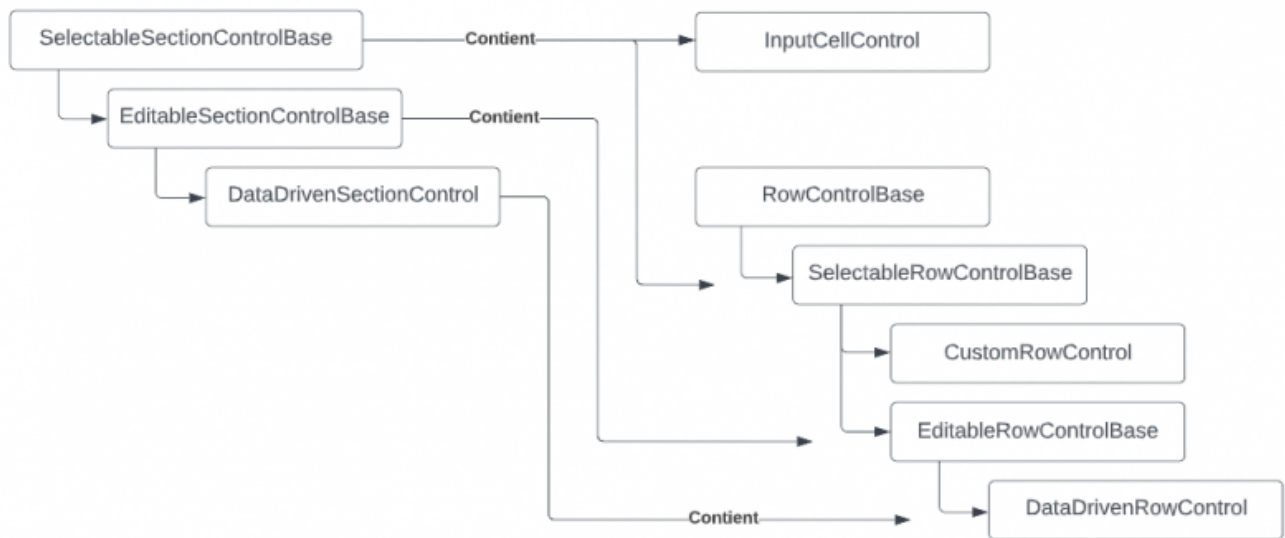 SelectableSectionControlBase
Contient
InputCellControl
EditableSectionControlBase
Contient
DataDrivenSectionControl
RowControlBase
SelectableRowControlBase
CustomRowControl
EditableRowControlBase
Contient
DataDrivenRowControl